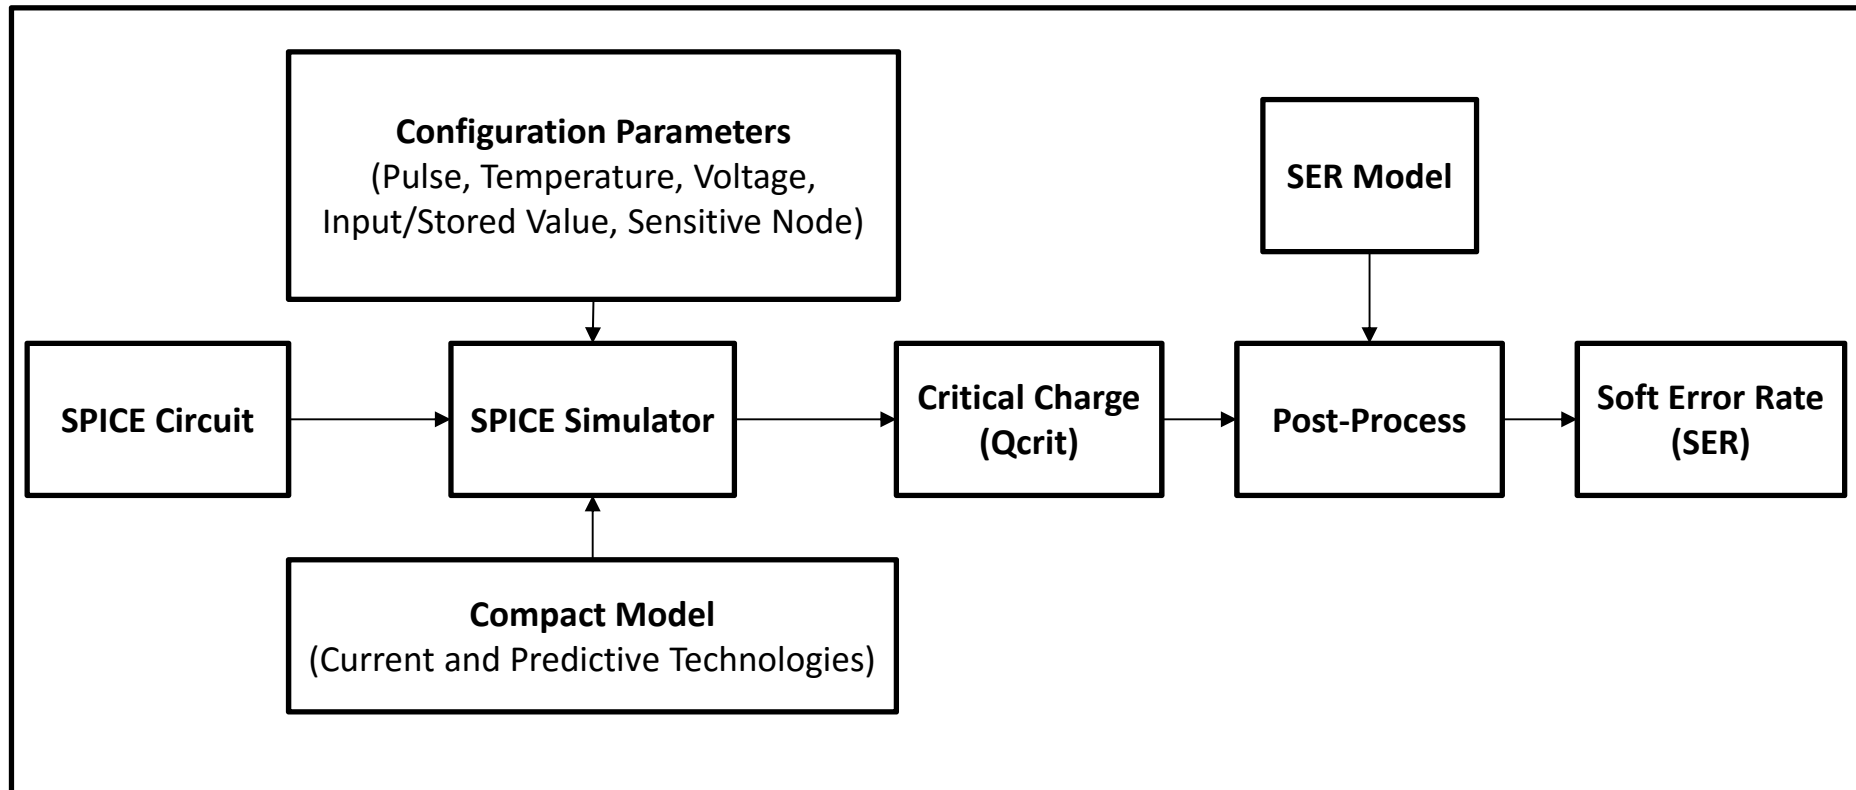 Configuration Parameters
(Pulse, Temperature, Voltage,
Input/Stored Value, Sensitive Node)
SER Model
SPICE Circuit
SPICE Simulator
Critical Charge
(Qcrit)
Post-Process
Soft Error Rate
(SER)
Compact Model
(Current and Predictive Technologies)